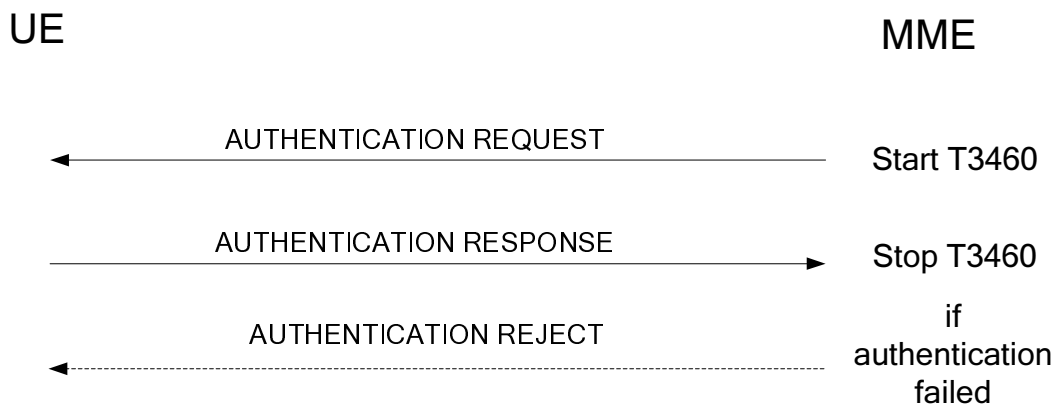 UE
MME
AUTHENTICATION REQUEST
Start T3460
AUTHENTICATION RESPONSE
Stop T3460
AUTHENTICATION REJECT
if
authentication
failed